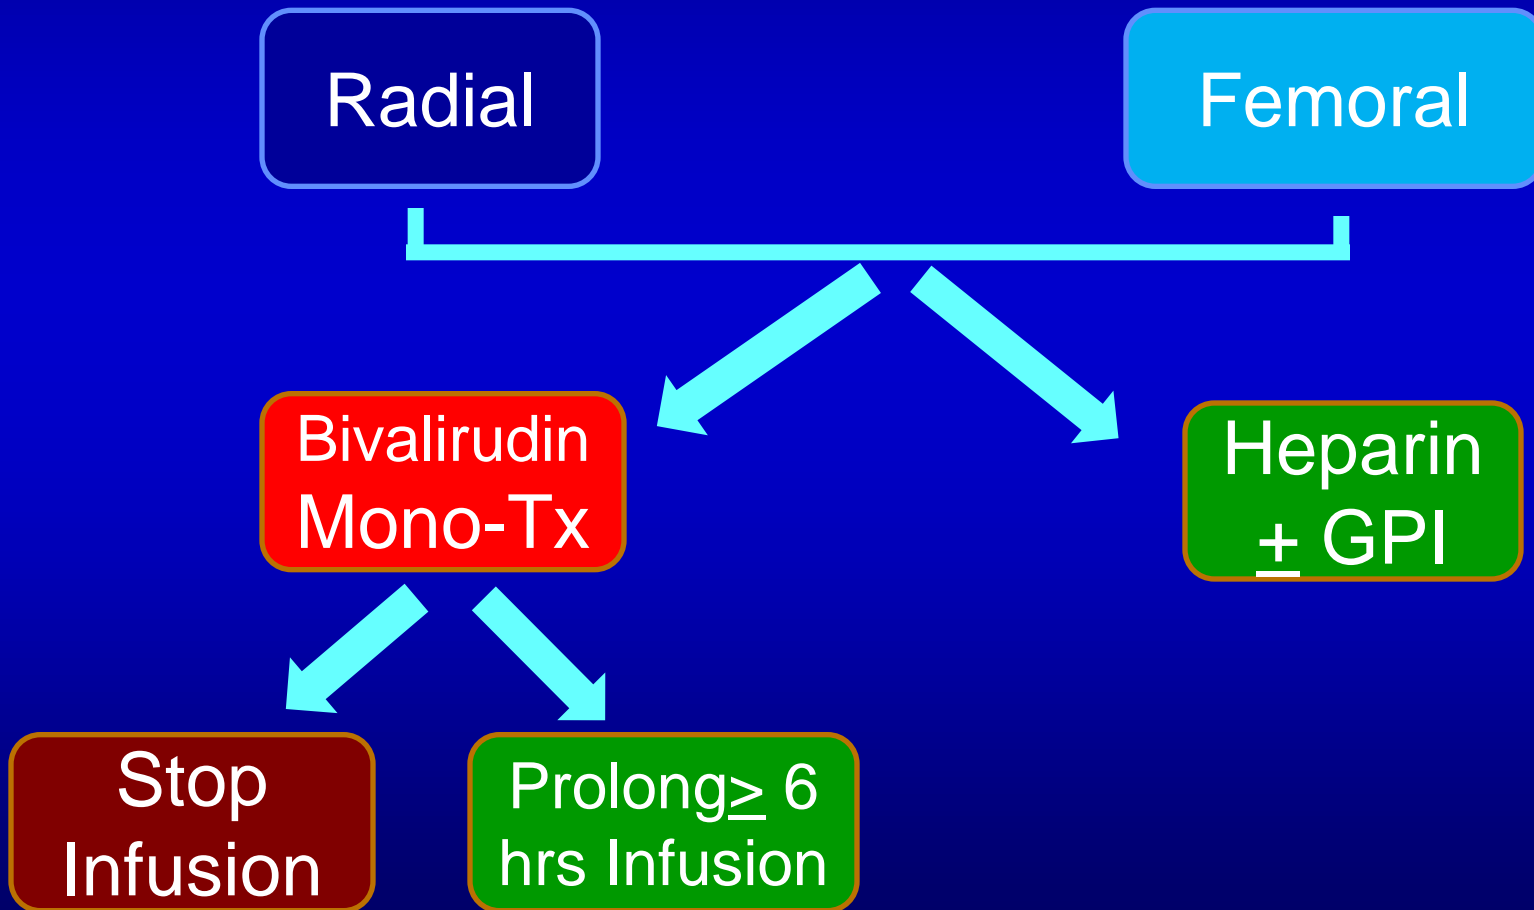 Radial
Femoral
Bivalirudin
Mono-Tx
Heparin
± GPI
Stop
Infusion
Prolong≥ 6
hrs Infusion